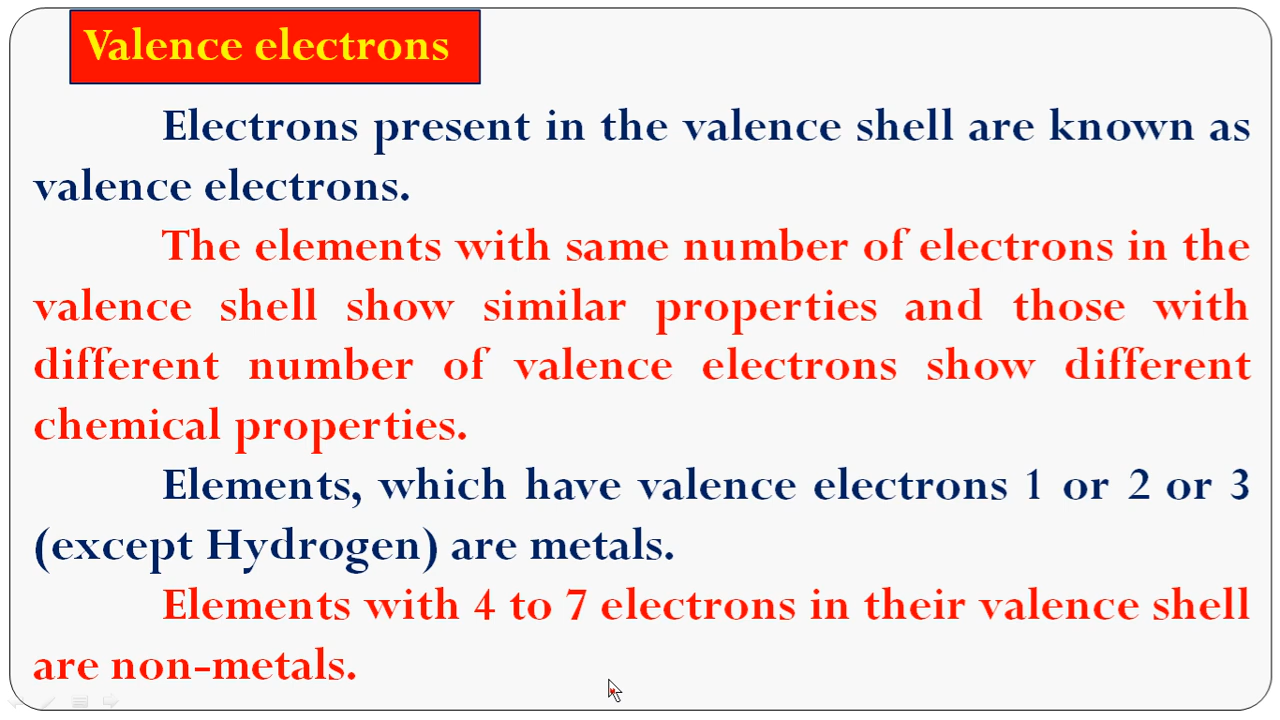 Valence electrons
Electrons present in the valence shell are known as
valence electrons.
The elements with same number of electrons in the
valence shell show similar properties and those with
different number of valence electrons show different
chemical properties.
Elements, which have valence electrons 1 or 2 or 3
(except Hydrogen) are metals.
Elements with 4 to 7 electrons in their valence shell
are non-metals.